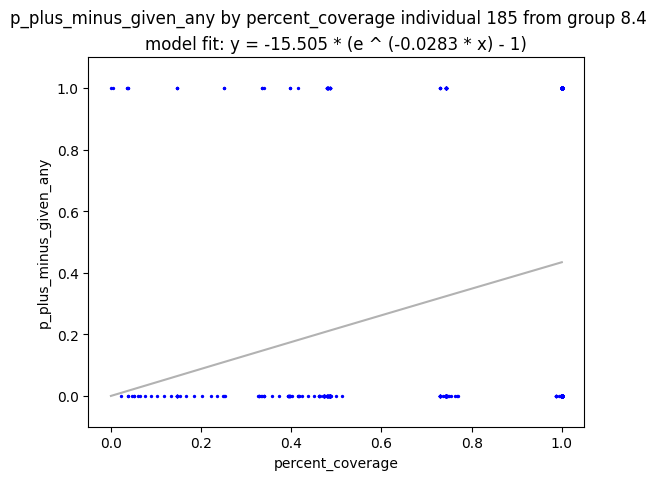 p_plus_minus_given_any by percent_coverage individual 185 from group 8.4
model fit: y = -15.505 * (e ^ (-0.0283 * x) - 1)
1.0
0.8
0.6
0.4
0.2
0.0
p_plus_minus_given_any
0.0 0.2 0.4 0.6 0.8 1.0
percent_coverage